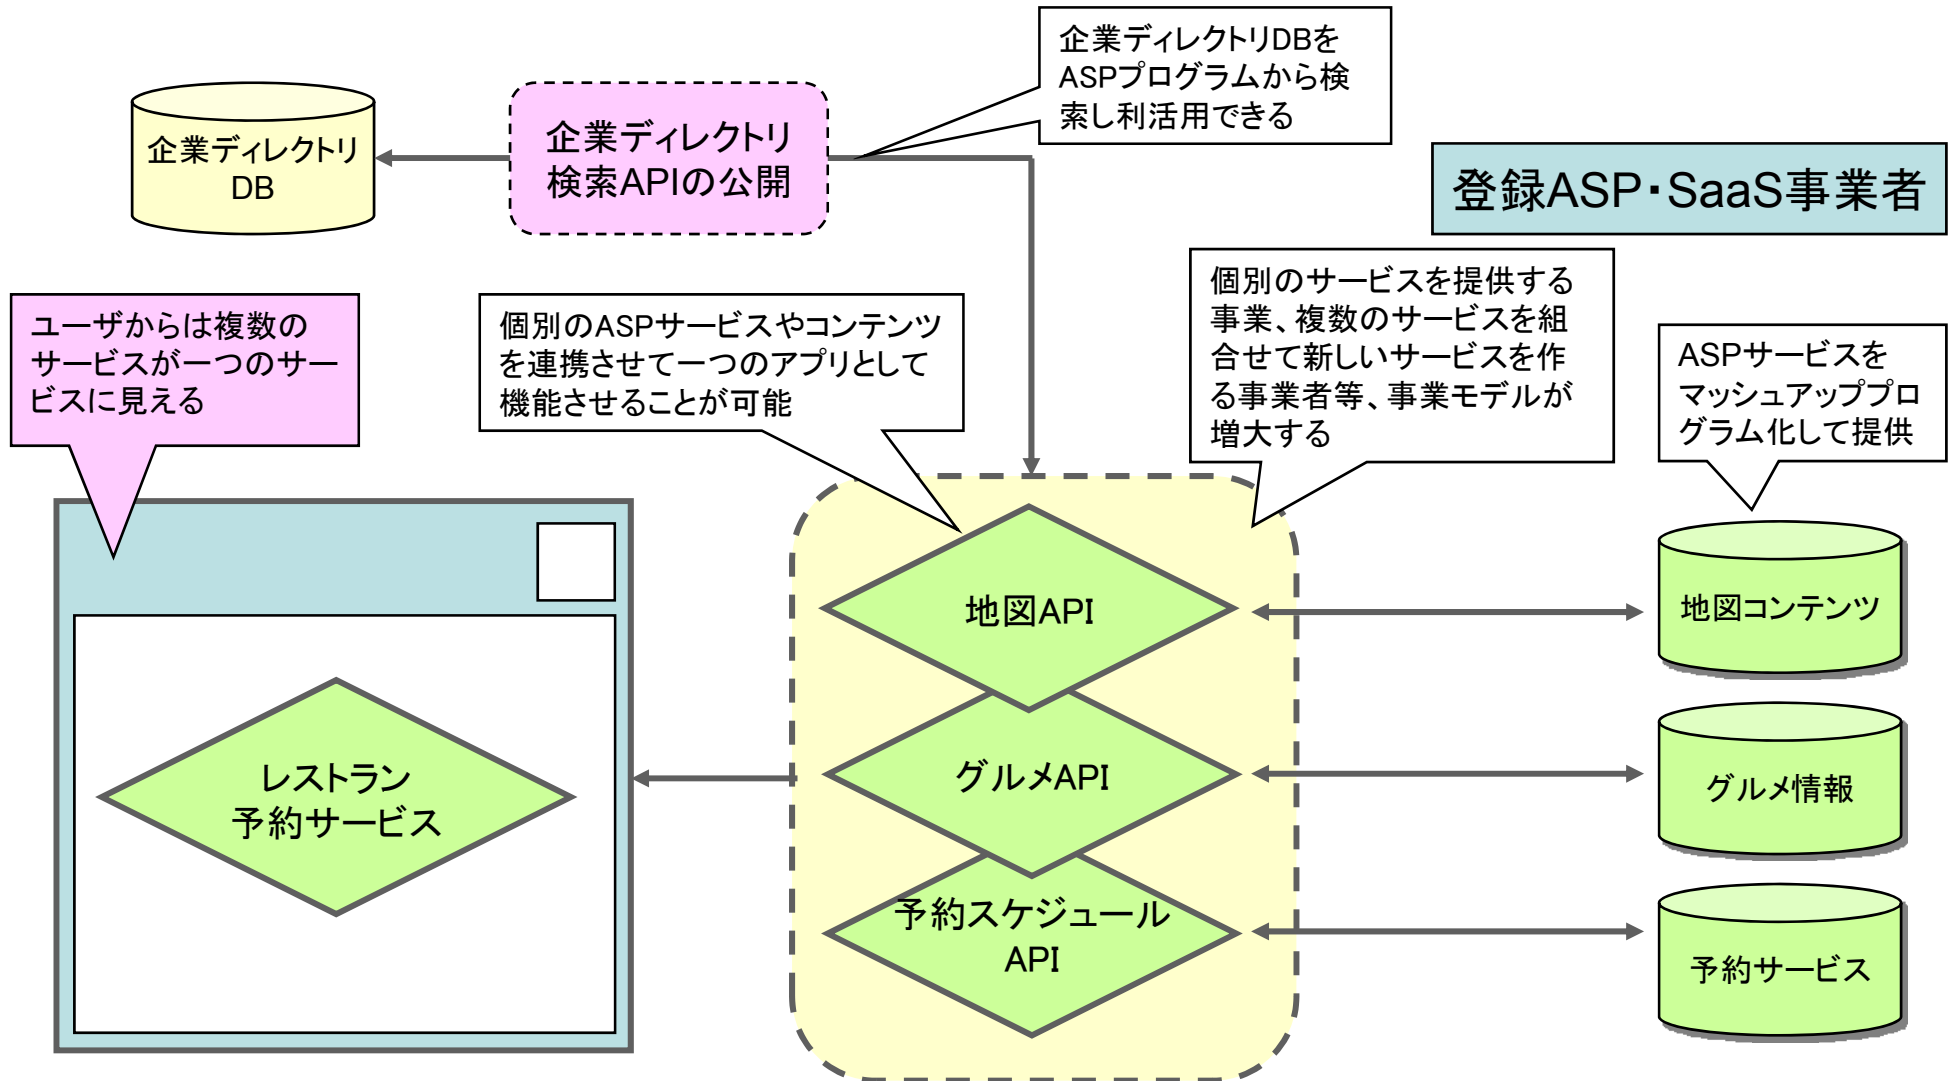 企業ディレクトリDBを
ASPプログラムから検
索し利活用できる
企業ディレクトリ
DB
企業ディレクトリ
検索APIの公開
登録ASP・SaaS事業者
ユーザからは複数の
サービスが一つのサー
ビスに見える
個別のASPサービスやコンテンツ
を連携させて一つのアプリとして
機能させることが可能
個別のサービスを提供する
事業、複数のサービスを組
合せて新しいサービスを作
る事業者等、事業モデルが
増大する
ASPサービスを
マッシュアッププロ
グラム化して提供
地図API
地図コンテンツ
レストラン
予約サービス
グルメAPI
グルメ情報
予約スケジュール
API
予約サービス